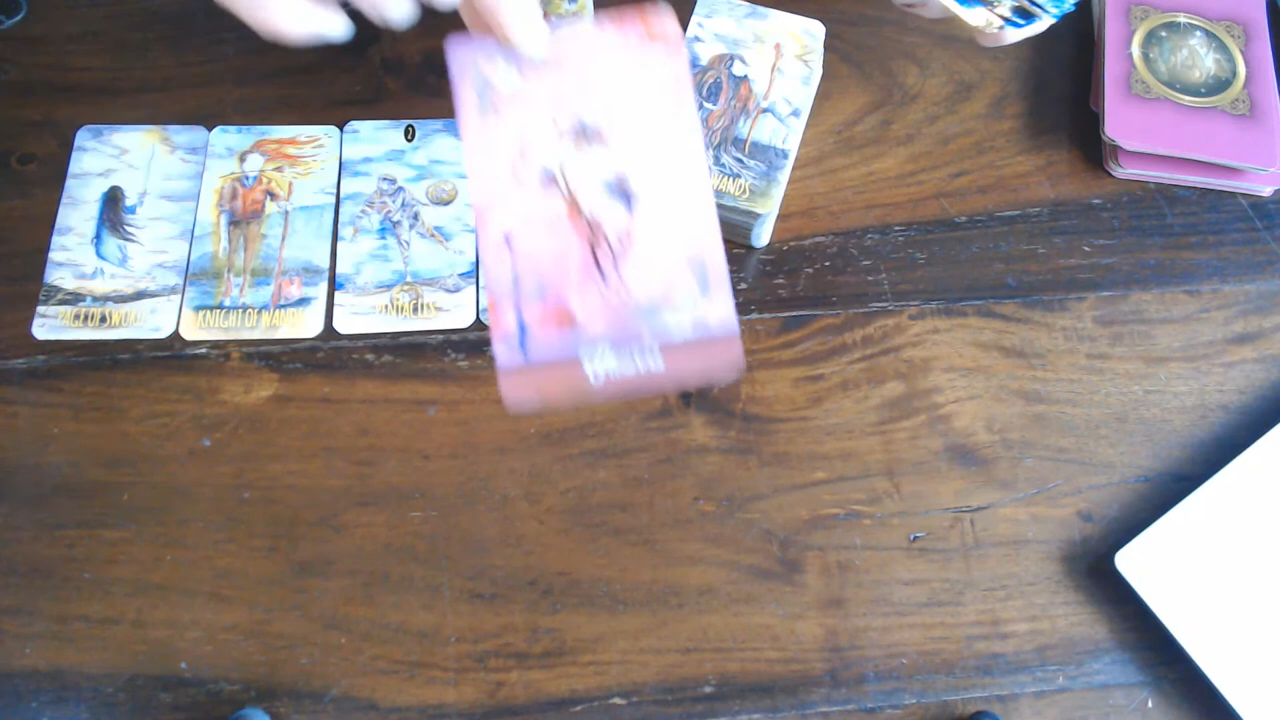 2
PAGE OF SWORDS
KNIGHT OF WANDS
PENTACLES
WANDS